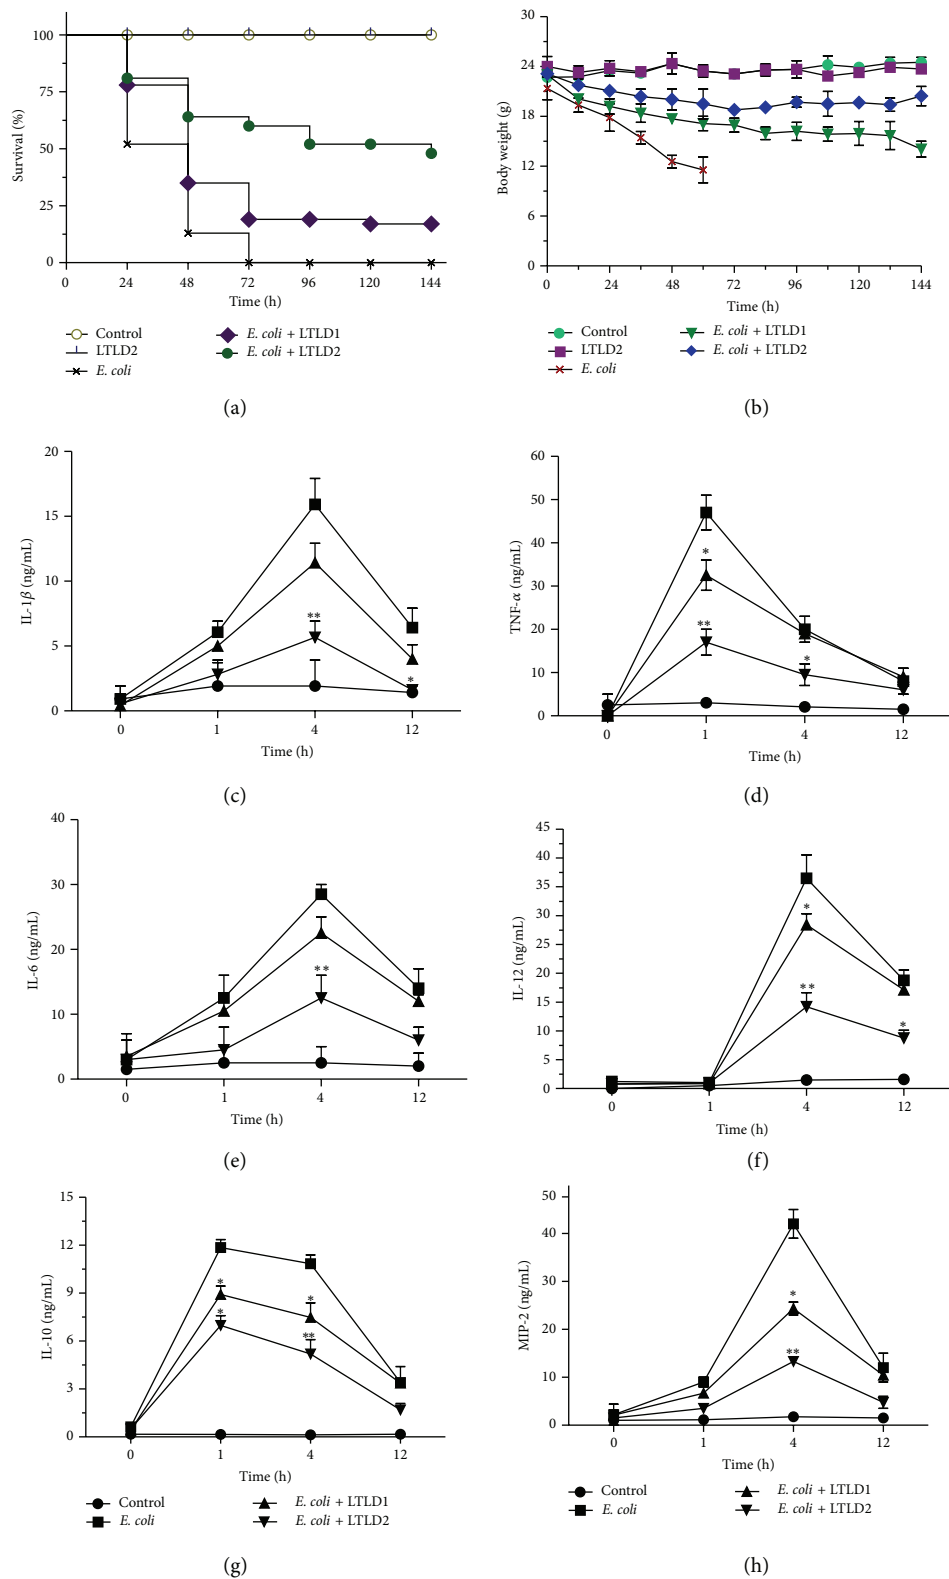 100
75
50
25
0
Survival (%)
0 24 48 72 96 120 144
Time (h)
Control
LTLD2
E. coli
E. coli + LTLD1
E. coli + LTLD2
(a)
30
24
18
12
6
0
Body weight (g)
0 24 48 72 96 120 144
Time (h)
Control
LTLD2
E. coli
E. coli + LTLD1
E. coli + LTLD2
(b)
20
15
10
5
0
IL-1β (ng/mL)
**
*
0 1 4 12
Time (h)
(c)
60
50
40
30
20
10
0
TNF-α (ng/mL)
*
**
*
0 1 4 12
Time (h)
(d)
40
30
20
10
0
IL-6 (ng/mL)
**
0 1 4 12
Time (h)
(e)
45
40
35
30
25
20
15
10
5
0
IL-12 (ng/mL)
*
**
*
0 1 4 12
Time (h)
(f)
15
12
9
6
3
0
IL-10 (ng/mL)
*
*
*
**
0 1 4 12
Time (h)
Control
E. coli
E. coli + LTLD1
E. coli + LTLD2
(g)
50
40
30
20
10
0
MIP-2 (ng/mL)
*
**
0 1 4 12
Time (h)
Control
E. coli
E. coli + LTLD1
E. coli + LTLD2
(h)